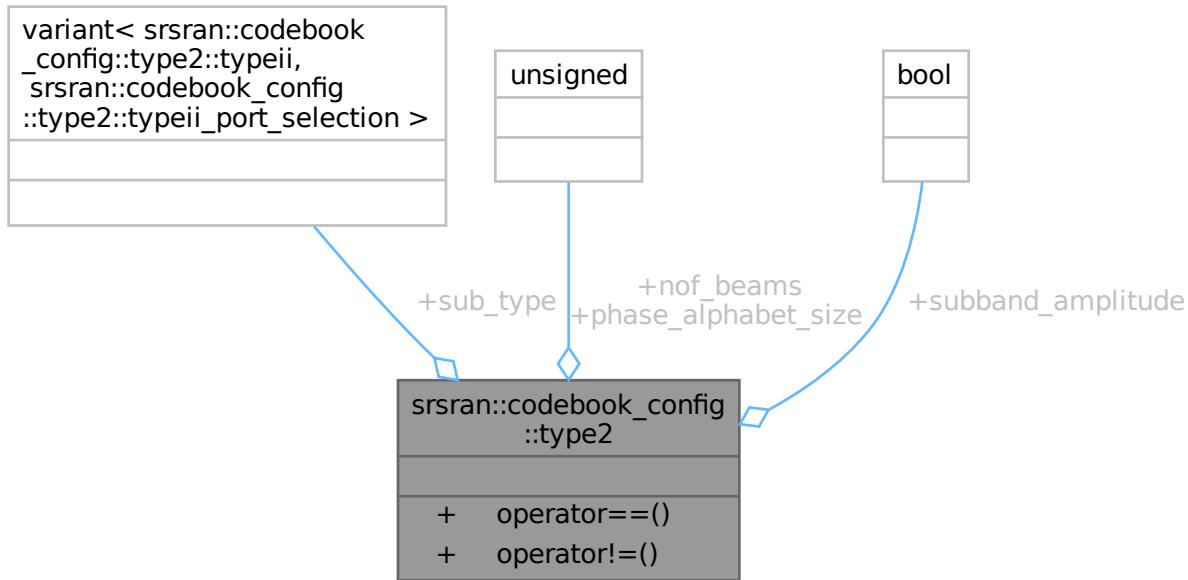 variant< srsran::codebook
_config::type2::typeii,
 srsran::codebook_config
::type2::typeii_port_selection >
unsigned
bool
+sub_type
+nof_beams
+phase_alphabet_size
+subband_amplitude
srsran::codebook_config
::type2
+ operator==()
+ operator!=()